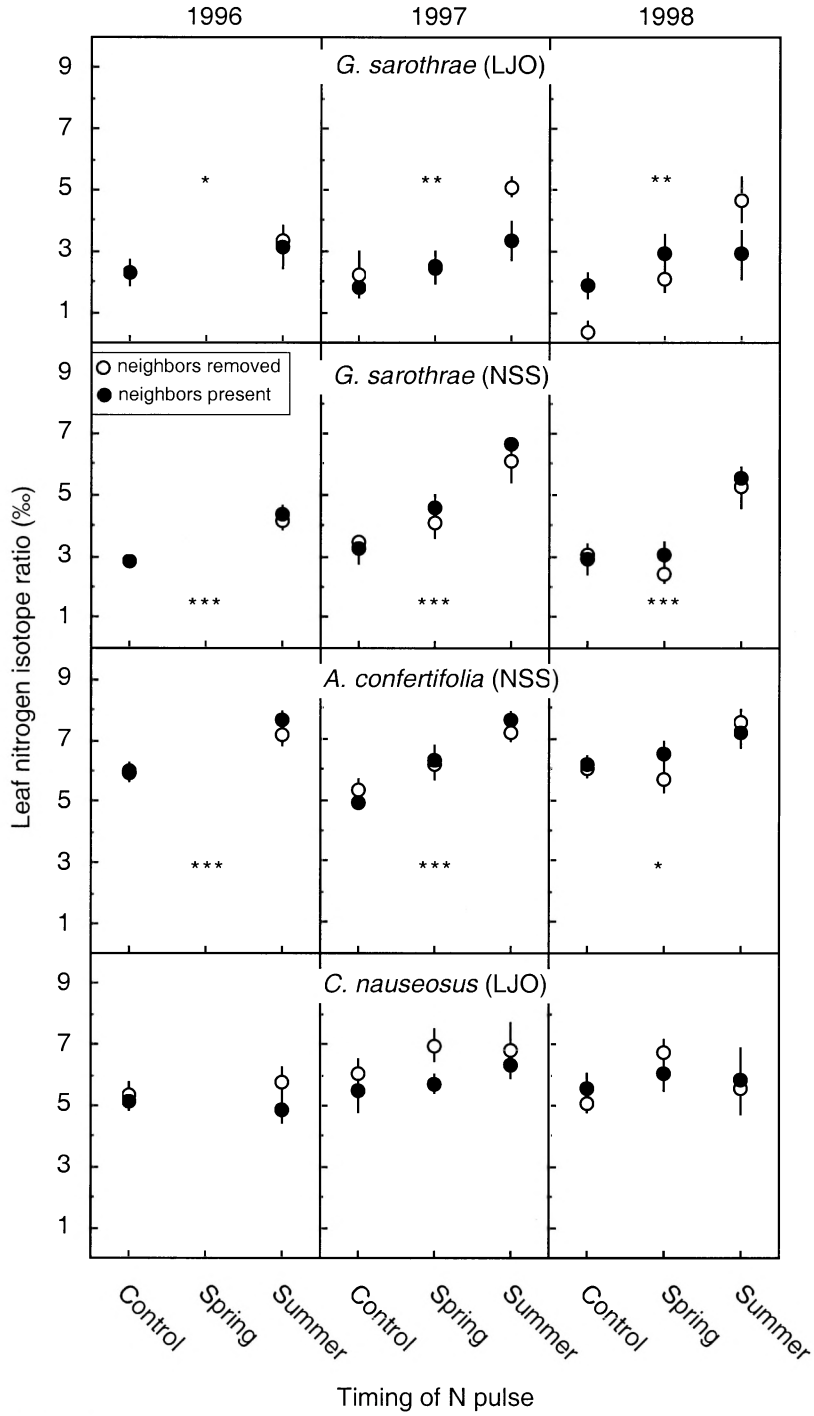 1996 1997 1998
G. sarothrae (LJO)
9
7
5
3
1
* ** **
G. sarothrae (NSS)
neighbors removed
neighbors present
9
7
5
3
1
*** *** ***
A. confertifolia (NSS)
9
7
5
3
1
*** *** *
C. nauseosus (LJO)
9
7
5
3
1
Leaf nitrogen isotope ratio (‰)
Control Spring Summer Control Spring Summer Control Spring Summer
Timing of N pulse